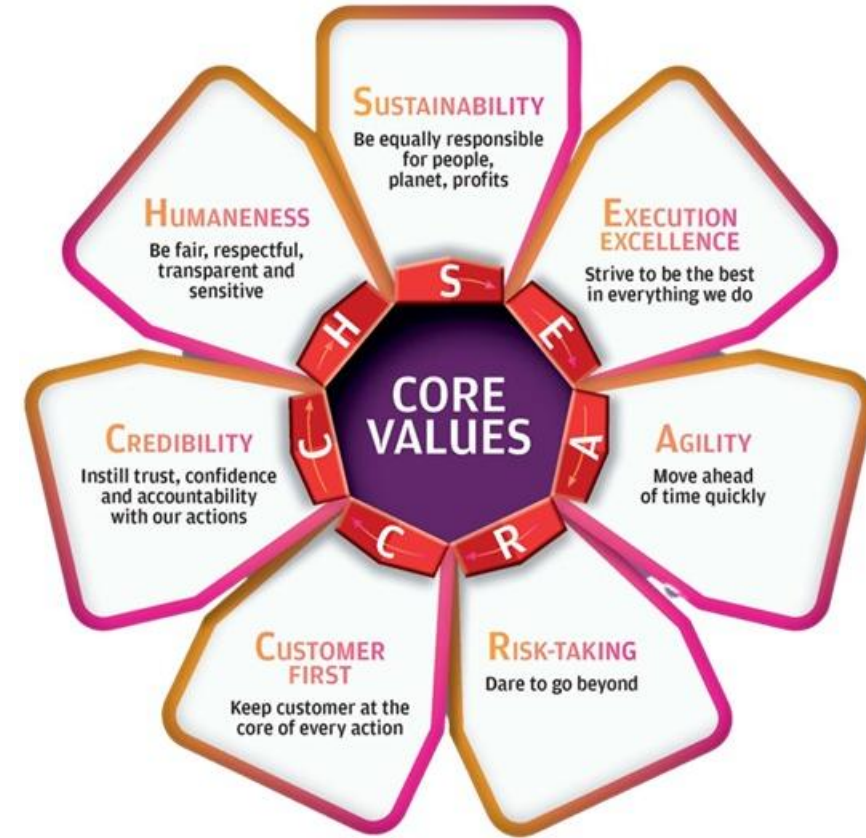 SUSTAINABILITY
Be equally responsible
for people,
planet, profits
EXECUTION
EXCELLENCE
Strive to be the best
in everything we do
AGILITY
Move ahead
of time quickly
RISK-TAKING
Dare to go beyond
CUSTOMER
FIRST
Keep customer at the
core of every action
CREDIBILITY
Instill trust, confidence
and accountability
with our actions
HUMANENESS
Be fair, respectful,
transparent and
sensitive
S
E
A
R
C
C
H
CORE
VALUES